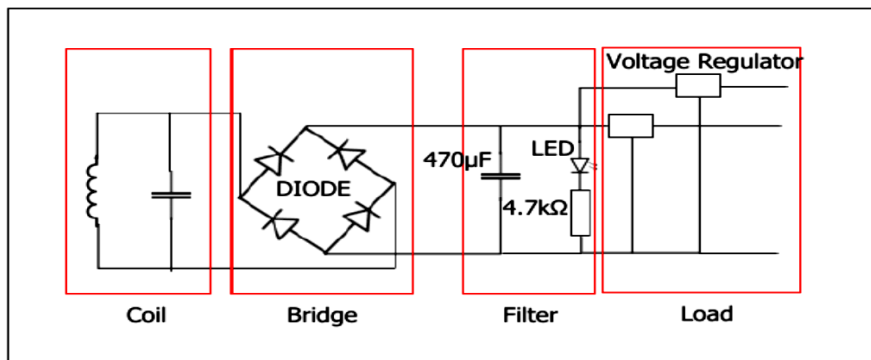 Voltage Regulator
470μF
LED
DIODE
4.7kΩ
Coil
Bridge
Filter
Load